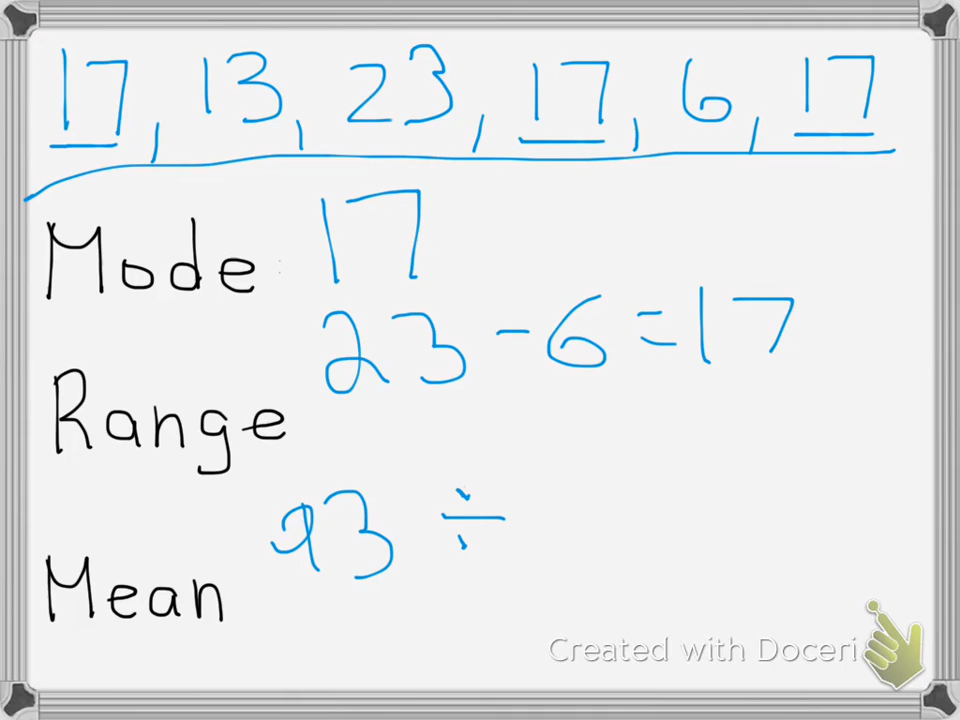 17, 13, 23, 17, 6, 17
Mode: 17
23 - 6 = 17
Range
93 ÷
Mean
Created with Doceri